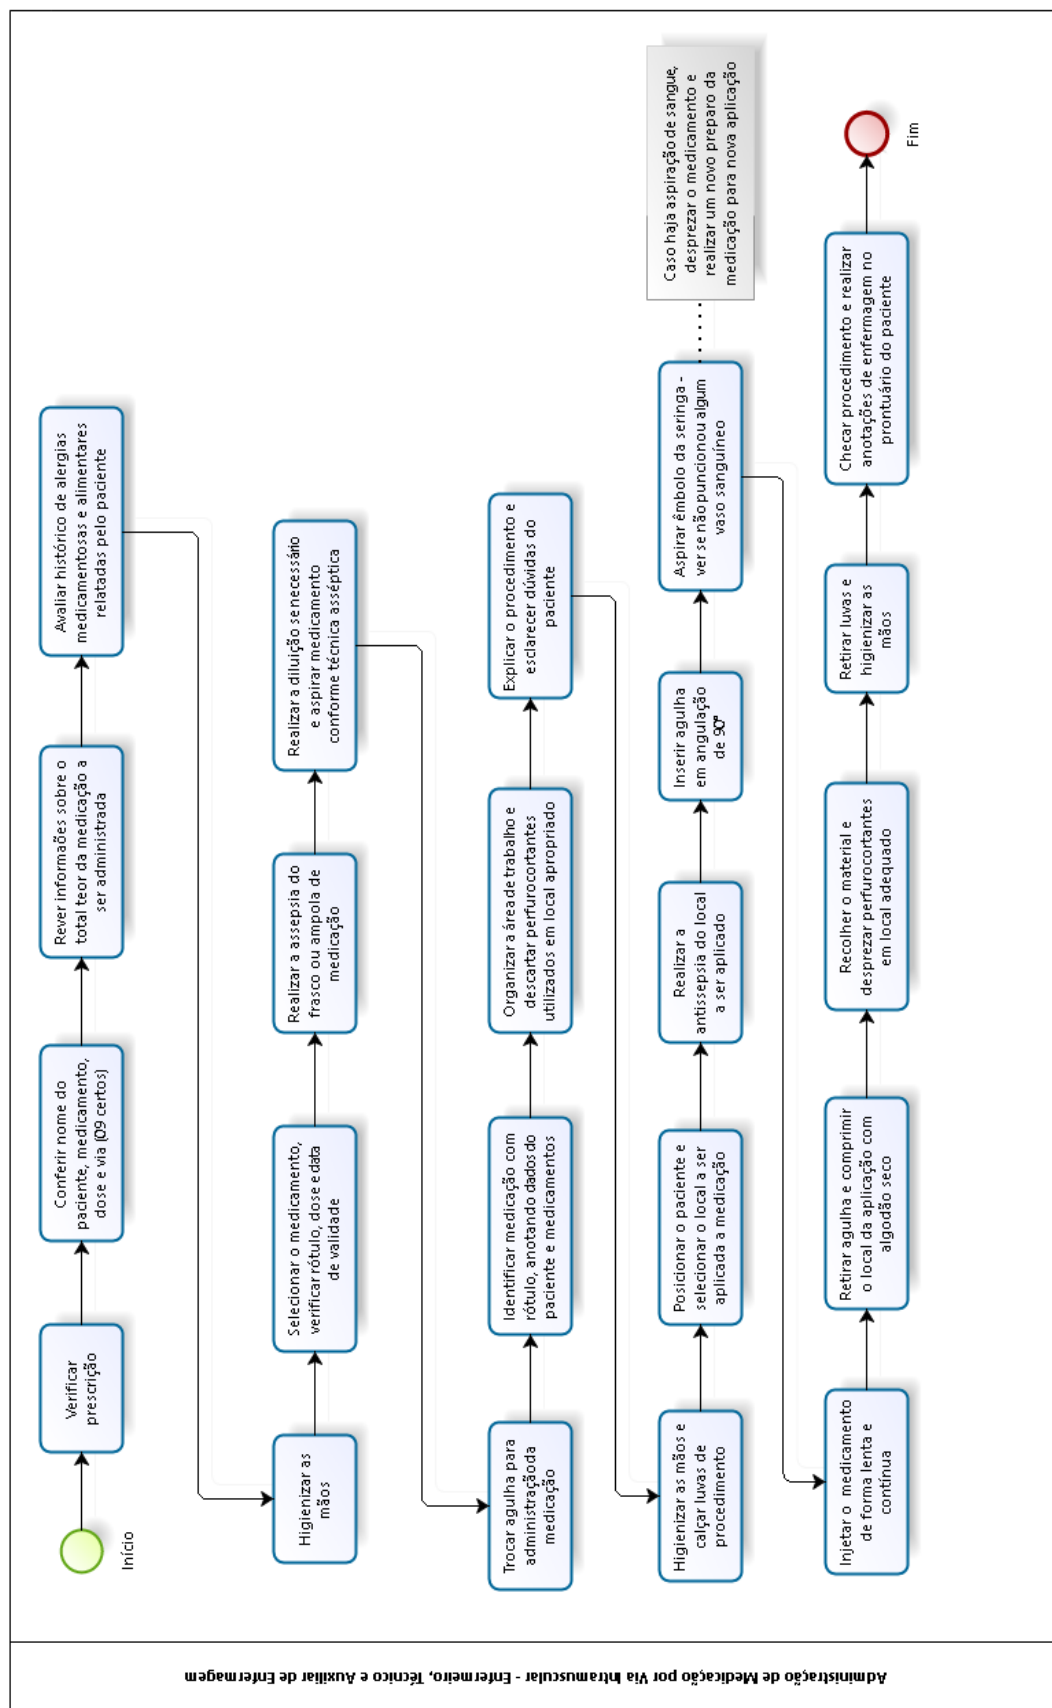 Administração de Medicação por Via Intramuscular - Enfermeiro, Técnico e Auxiliar de Enfermagem
Início
Verificar
prescrição
Conferir nome do
paciente, medicamento,
dose e via (09 certos)
Rever informações sobre o
total teor da medicação a
ser administrada
Avaliar histórico de alergias
medicamentosas e alimentares
relatadas pelo paciente
Higienizar as
mãos
Selecionar o medicamento,
verificar rótulo, dose e data
de validade
Realizar a assepsia do
frasco ou ampola de
medicação
Realizar a diluição se necessário
e aspirar medicamento
conforme técnica asséptica
Trocar agulha para
administração da
medicação
Identificar medicação com
rótulo, anotando dados do
paciente e medicamentos
Organizar a área de trabalho e
descartar perfurocortantes
utilizados em local apropriado
Explicar o procedimento e
esclarecer dúvidas do
paciente
Higienizar as mãos e
calçar luvas de
procedimento
Posicionar o paciente e
selecionar o local a ser
aplicada a medicação
Realizar a
antissepsia do local
a ser aplicado
Inserir agulha
em angulação
de 90°
Aspirar êmbolo da seringa -
ver se não puncionou algum
vaso sanguíneo
Caso haja aspiração de sangue,
desprezar o medicamento e
realizar um novo preparo da
medicação para nova aplicação
Injetar o medicamento
de forma lenta e
contínua
Retirar agulha e comprimir
o local da aplicação com
algodão seco
Recolher o material e
desprezar perfurocortantes
em local adequado
Retirar luvas e
higienizar as
mãos
Checar procedimento e realizar
anotações de enfermagem no
prontuário do paciente
Fim